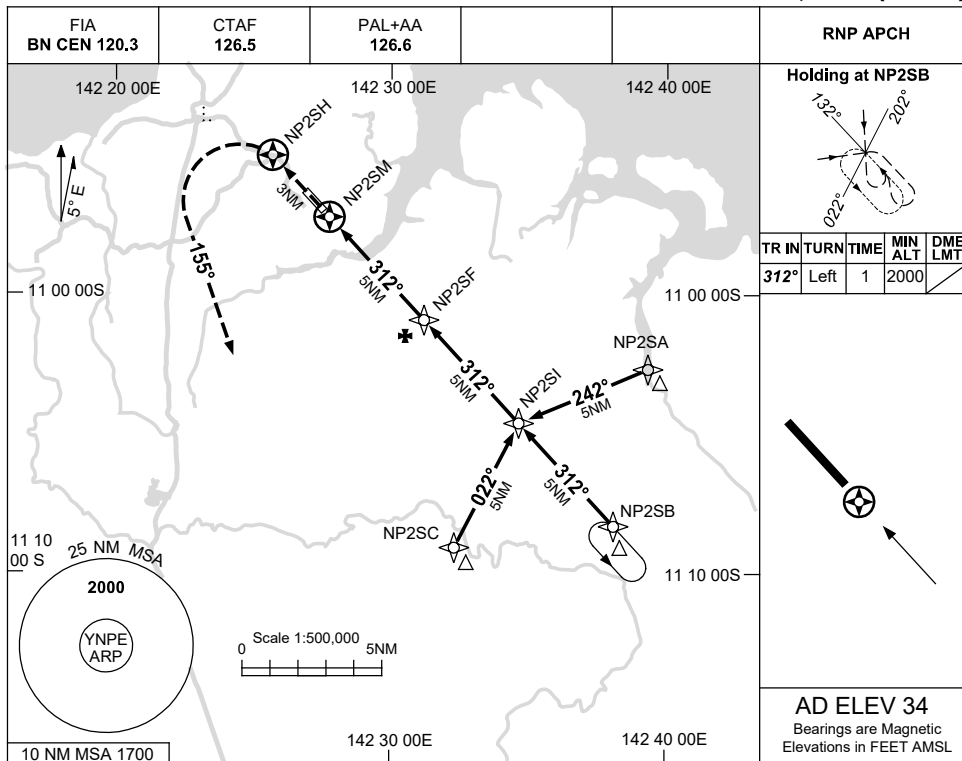 FIA
BN CEN 120.3
CTAF
126.5
PAL+AA
126.6
RNP APCH
142 20 00E
142 30 00E
142 40 00E
Holding at NP2SB
132°
202°
022°
TR IN TURN TIME MIN ALT DME LMT
312° Left 1 2000
NP2SH
NP2SM
3NM
5° E
155°
312°
5NM
NP2SF
11 00 00S
11 00 00S
312°
5NM
NP2SI
NP2SA
242°
5NM
022°
5NM
312°
5NM
NP2SC
NP2SB
11 10
00 S
11 10 00S
25 NM MSA
2000
YNPE
ARP
Scale 1:500,000
0 5NM
142 30 00E
142 40 00E
10 NM MSA 1700
AD ELEV 34
Bearings are Magnetic
Elevations in FEET AMSL